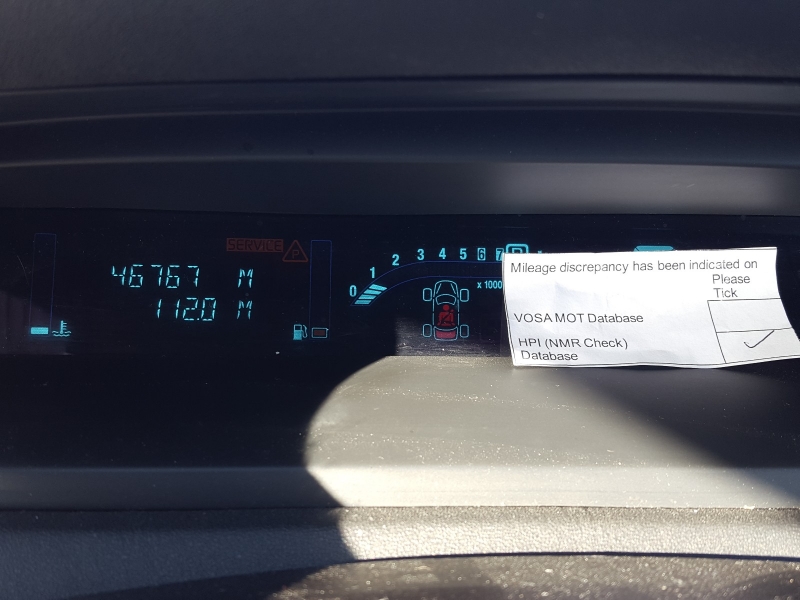 SERVICE P
46767 M
112.0 M
0 1 2 3 4 5 6 7
x 1000
P
Mileage discrepancy has been indicated on
Please
Tick
VOSA MOT Database
HPI (NMR Check)
Database